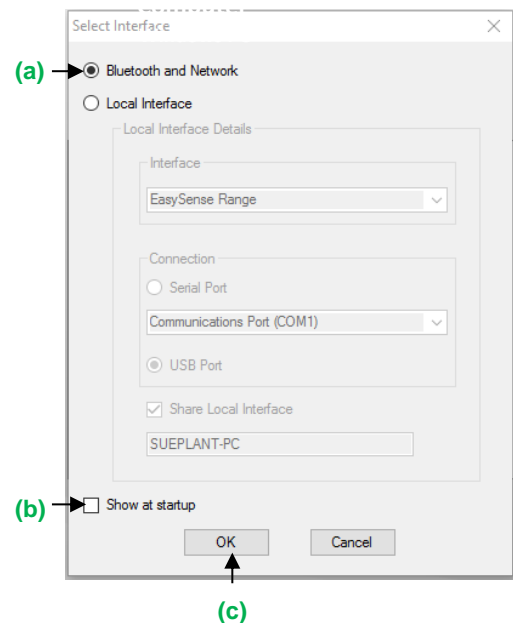 Select Interface
(a)
Bluetooth and Network
Local Interface
Local Interface Details
Interface
EasySense Range
Connection
Serial Port
Communications Port (COM1)
USB Port
Share Local Interface
SUEPLANT-PC
(b)
Show at startup
OK
Cancel
(c)